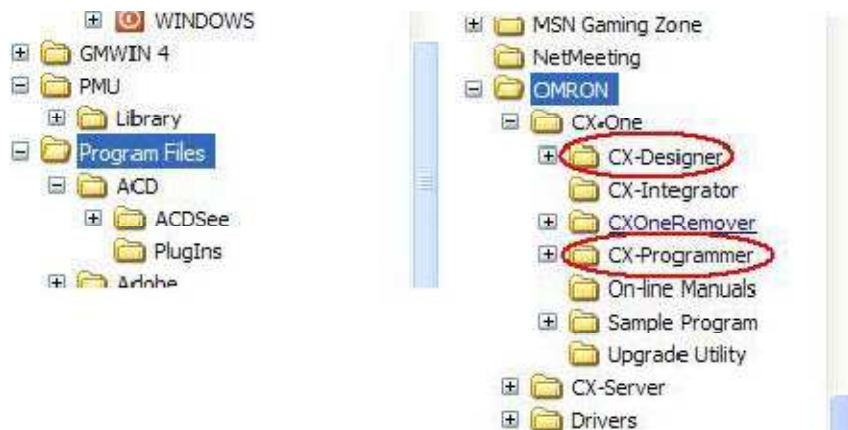 WINDOWS
GMWIN 4
PMU
Library
Program Files
ACD
ACDSee
PlugIns
Adobe
MSN Gaming Zone
NetMeeting
OMRON
CX-One
CX-Designer
CX-Integrator
CXOneRemover
CX-Programmer
On-line Manuals
Sample Program
Upgrade Utility
CX-Server
Drivers